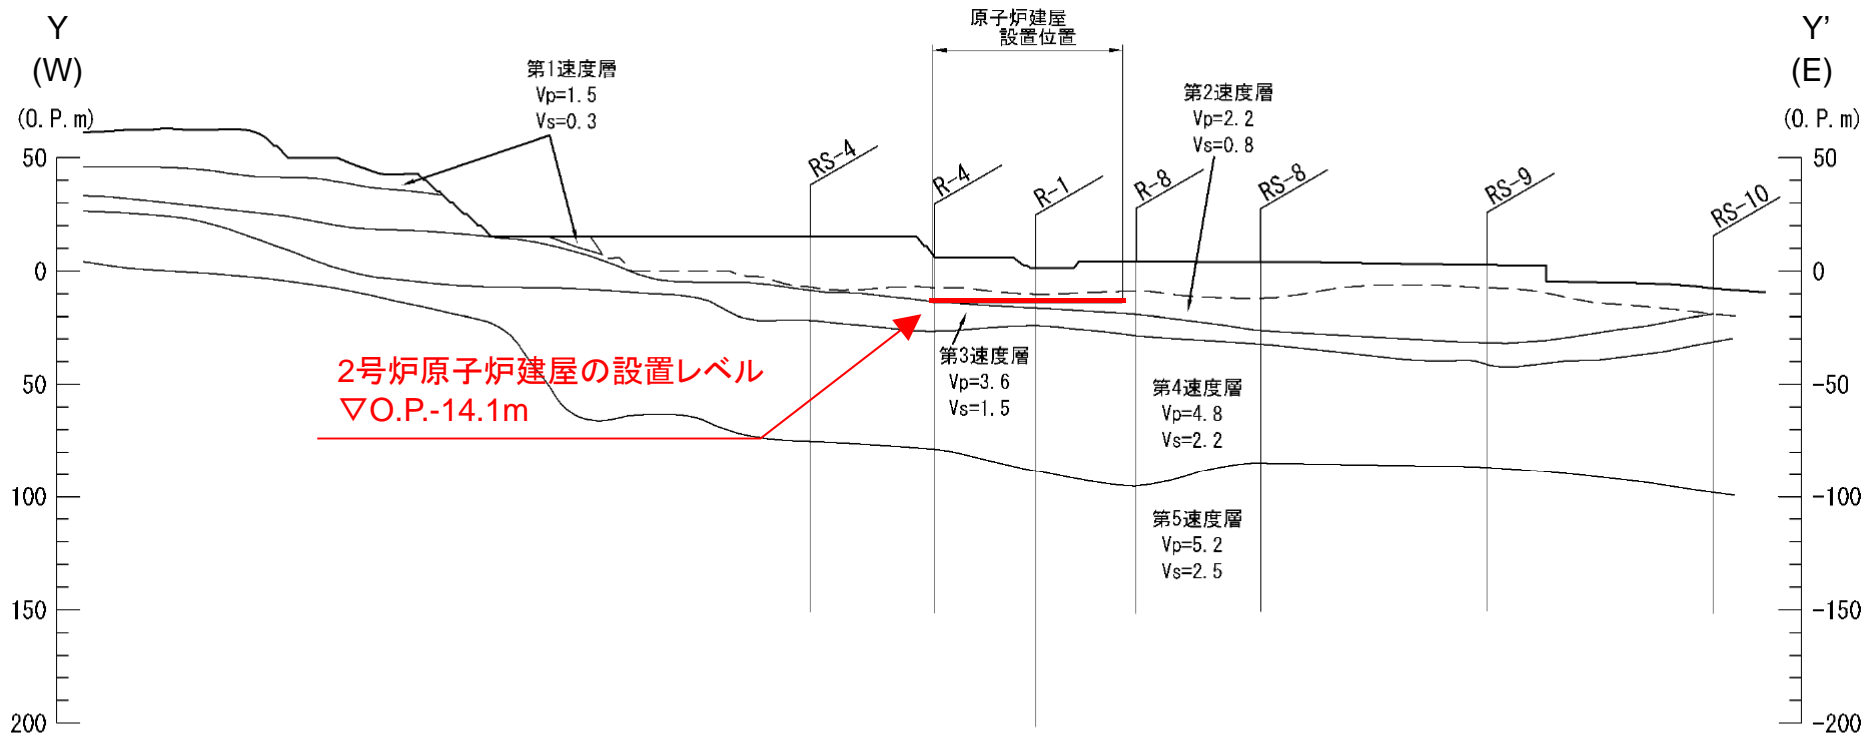 Y
(W)
(O.P.m)
原子炉建屋
設置位置
Y’
(E)
(O.P.m)
第1速度層
Vp=1.5
Vs=0.3
第2速度層
Vp=2.2
Vs=0.8
RS-4
R-4
R-1
R-8
RS-8
RS-9
RS-10
50
0
50
100
150
200
50
0
-50
-100
-150
-200
第3速度層
Vp=3.6
Vs=1.5
2号炉原子炉建屋の設置レベル
▽O.P.-14.1m
第4速度層
Vp=4.8
Vs=2.2
第5速度層
Vp=5.2
Vs=2.5